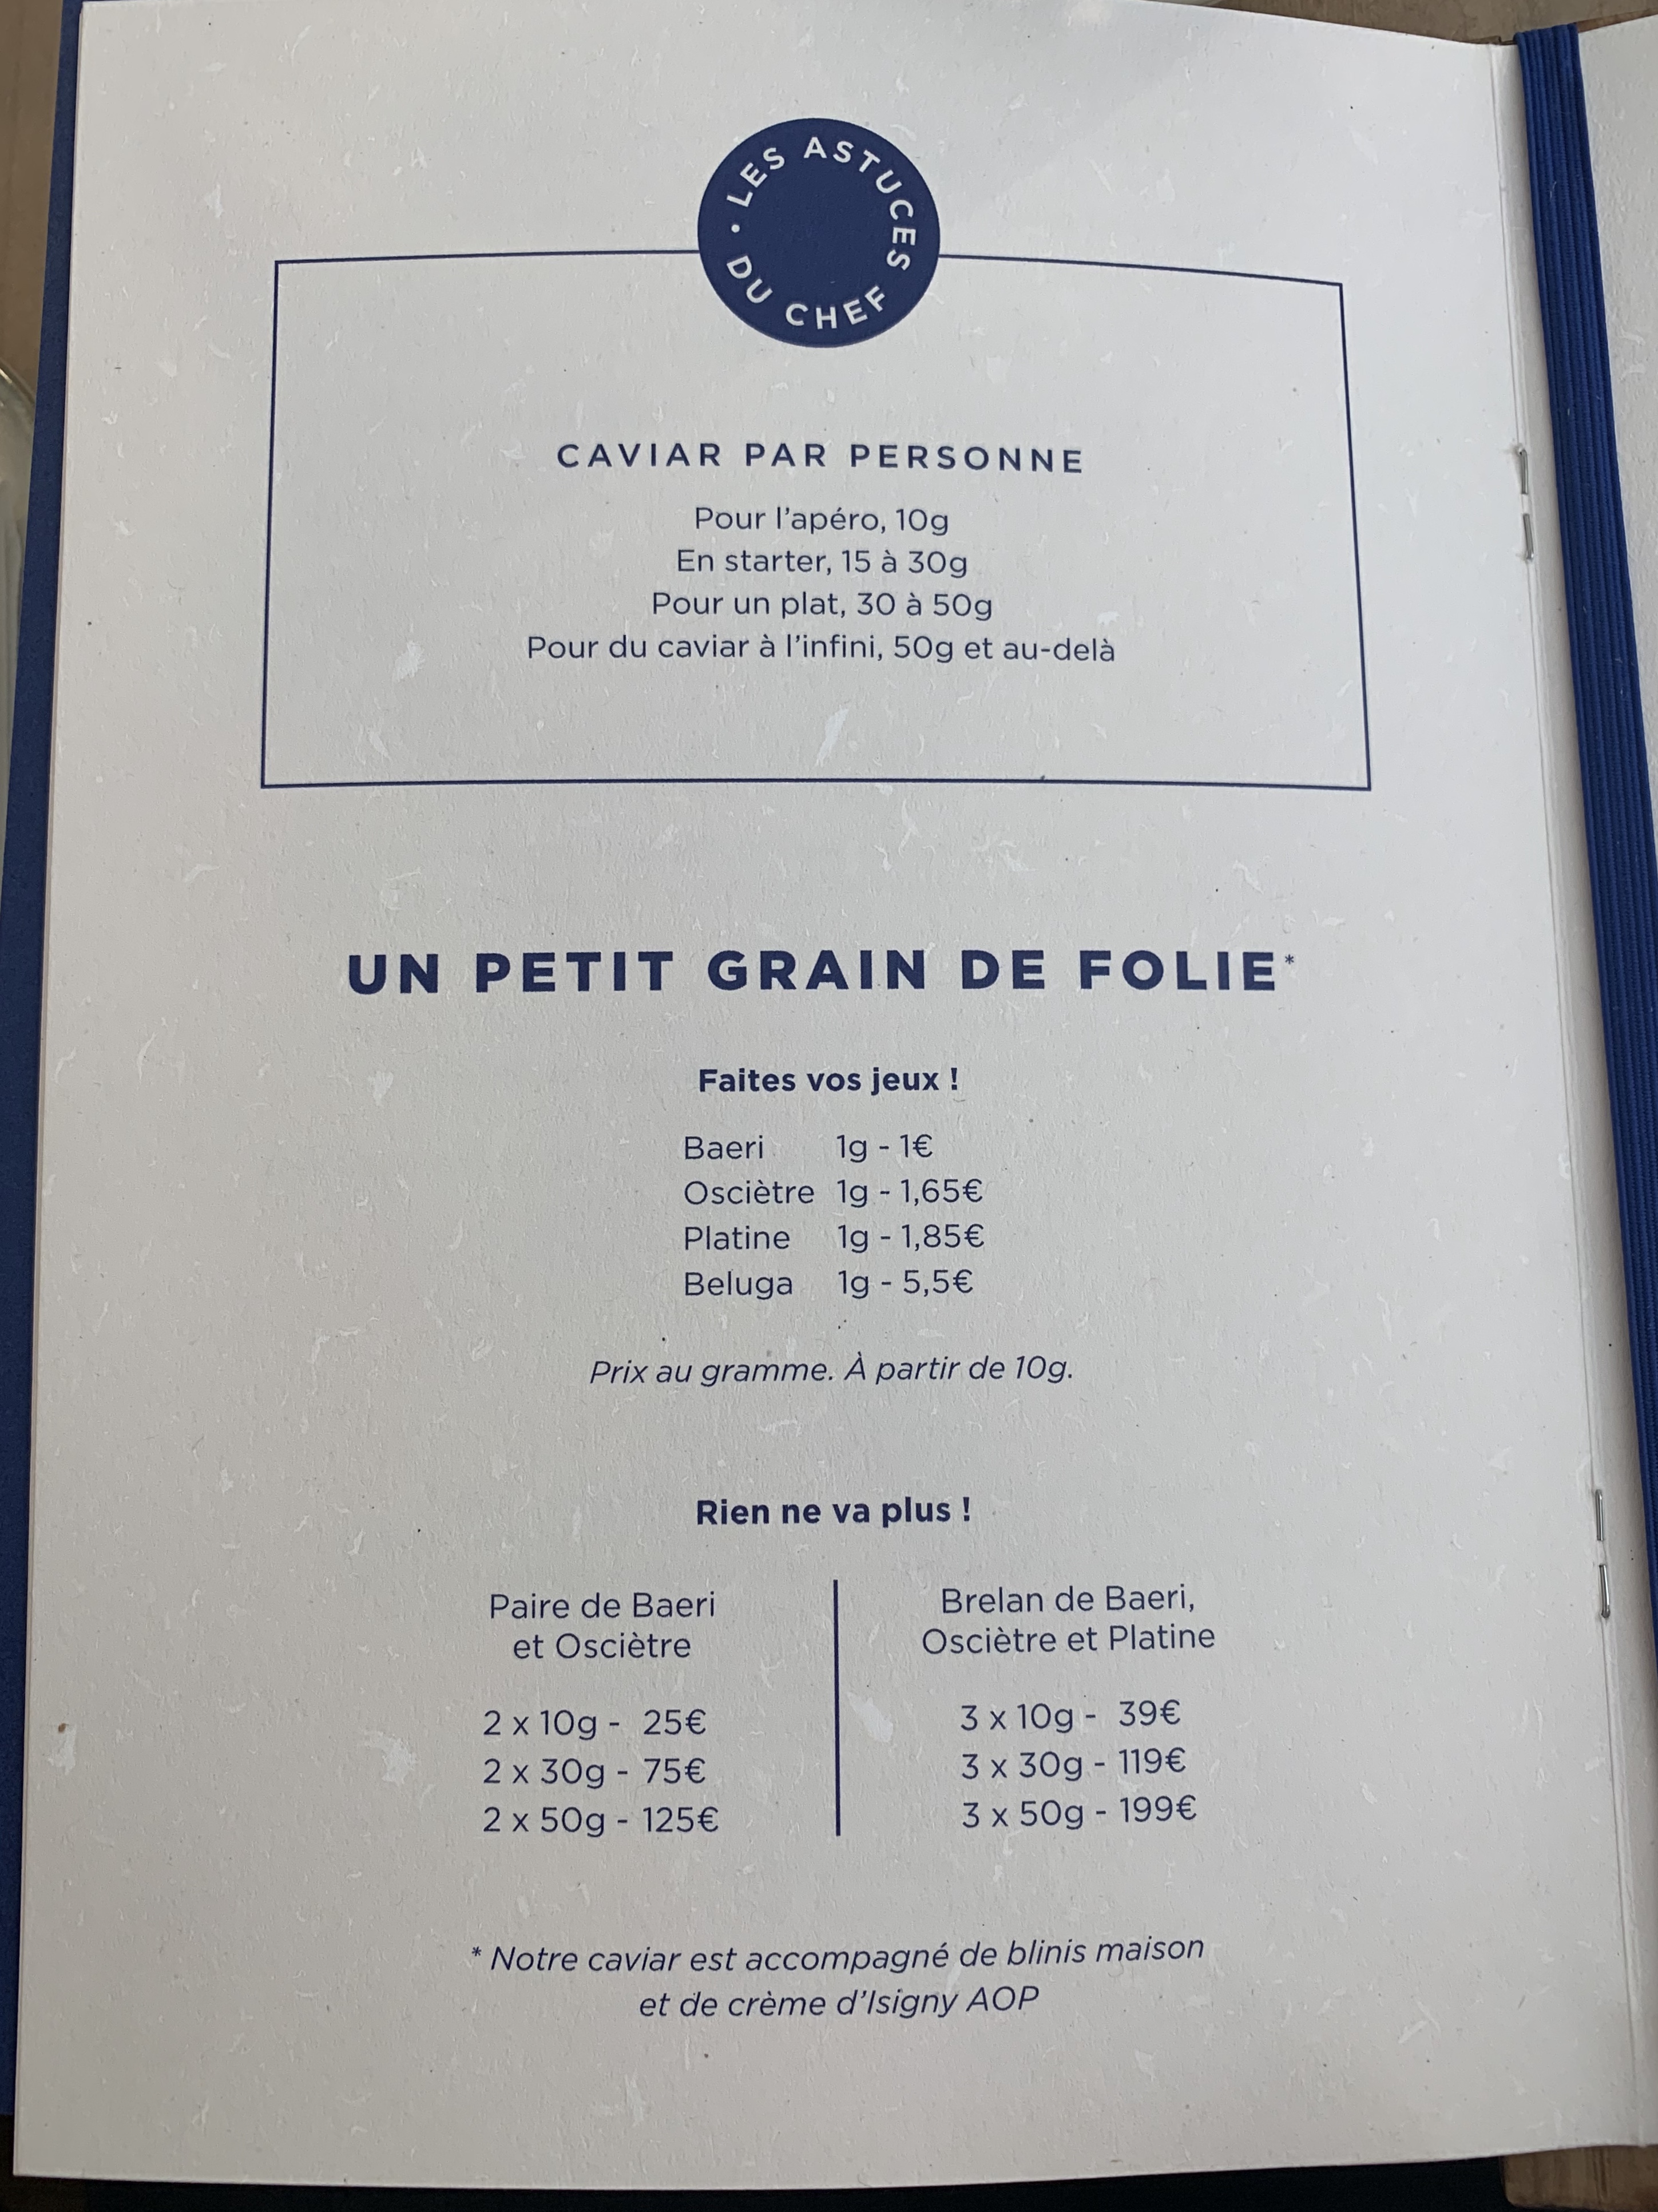 • LES ASTUCES DU CHEF
CAVIAR PAR PERSONNE
Pour l'apéro, 10g
En starter, 15 à 30g
Pour un plat, 30 à 50g
Pour du caviar à l'infini, 50g et au-delà
UN PETIT GRAIN DE FOLIE*
Faites vos jeux !
Baeri 1g - 1€
Osciètre 1g - 1,65€
Platine 1g - 1,85€
Beluga 1g - 5,5€
Prix au gramme. À partir de 10g.
Rien ne va plus !
Paire de Baeri
et Osciètre
2 x 10g - 25€
2 x 30g - 75€
2 x 50g - 125€
Brelan de Baeri,
Osciètre et Platine
3 x 10g - 39€
3 x 30g - 119€
3 x 50g - 199€
* Notre caviar est accompagné de blinis maison
et de crème d'Isigny AOP